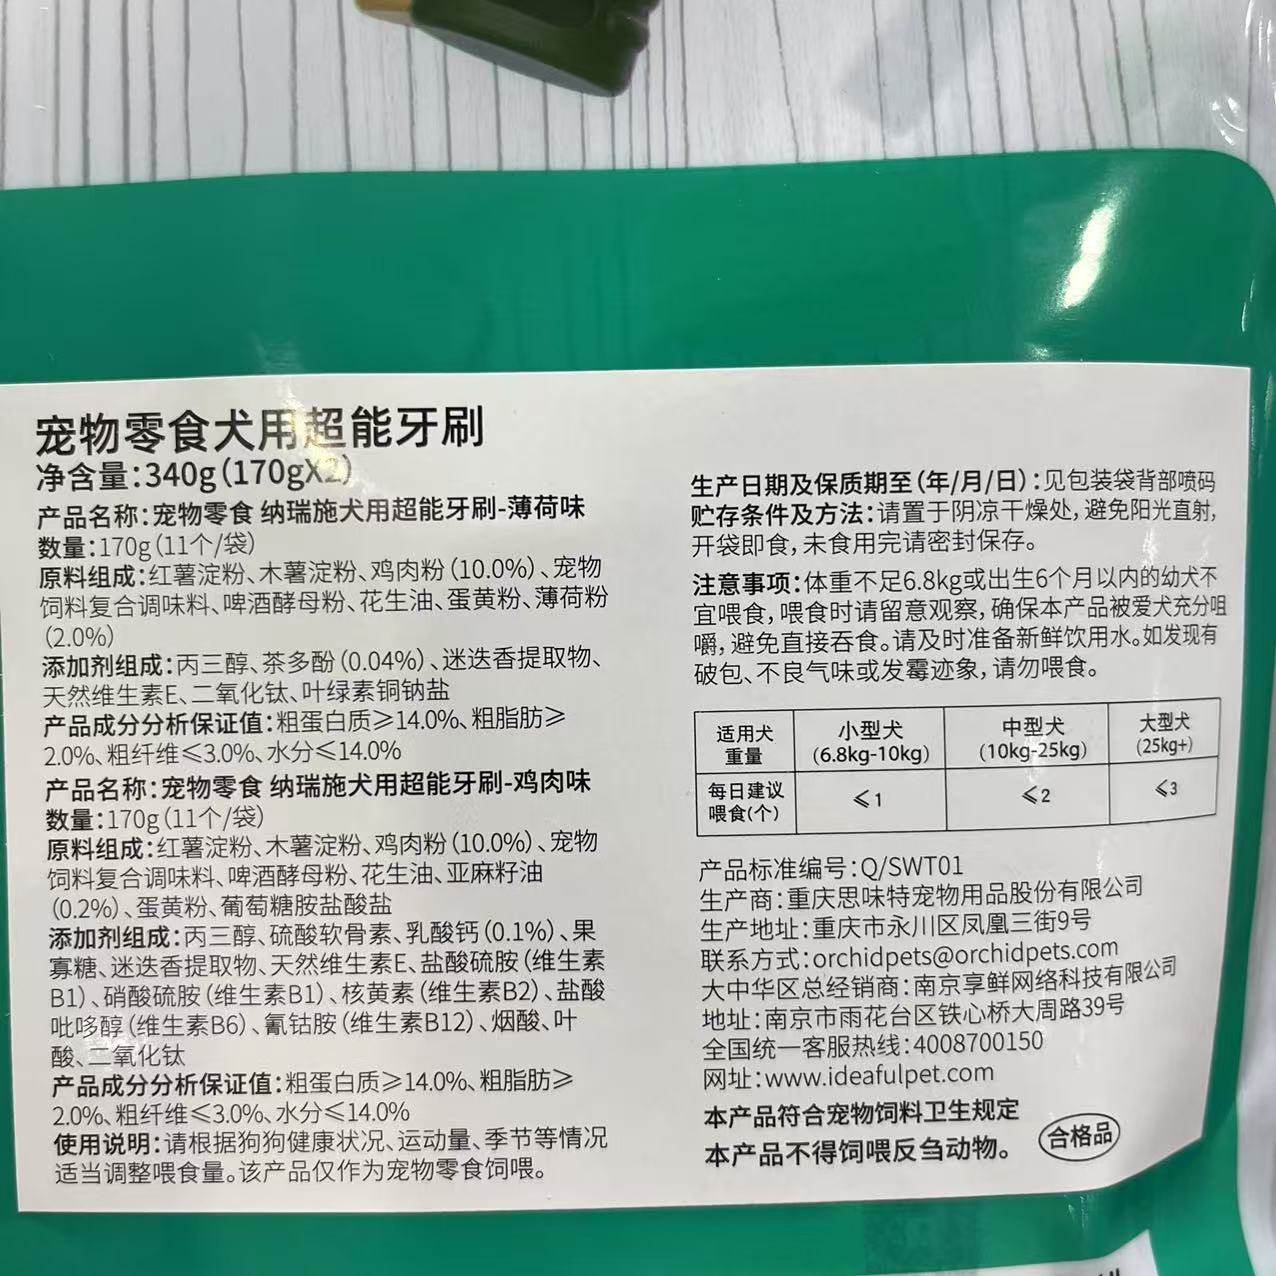 宠物零食犬用超能牙刷
净含量:340g(170gX2)
产品名称:宠物零食 纳瑞施犬用超能牙刷-薄荷味
数量:170g(11个/袋)
原料组成:红薯淀粉、木薯淀粉、鸡肉粉(10.0%)、宠物
饲料复合调味料、啤酒酵母粉、花生油、蛋黄粉、薄荷粉
(2.0%)
添加剂组成:丙三醇、茶多酚(0.04%)、迷迭香提取物、
天然维生素E、二氧化钛、叶绿素铜钠盐
产品成分分析保证值:粗蛋白质≥14.0%、粗脂肪≥
2.0%、粗纤维≤3.0%、水分≤14.0%
产品名称:宠物零食 纳瑞施犬用超能牙刷-鸡肉味
数量:170g(11个/袋)
原料组成:红薯淀粉、木薯淀粉、鸡肉粉(10.0%)、宠物
饲料复合调味料、啤酒酵母粉、花生油、亚麻籽油
(0.2%)、蛋黄粉、葡萄糖胺盐酸盐
添加剂组成:丙三醇、硫酸软骨素、乳酸钙(0.1%)、果
寡糖、迷迭香提取物、天然维生素E、盐酸硫胺(维生素
B1)、硝酸硫胺(维生素B1)、核黄素(维生素B2)、盐酸
吡哆醇(维生素B6)、氰钴胺(维生素B12)、烟酸、叶
酸、二氧化钛
产品成分分析保证值:粗蛋白质≥14.0%、粗脂肪≥
2.0%、粗纤维≤3.0%、水分≤14.0%
使用说明:请根据狗狗健康状况、运动量、季节等情况
适当调整喂食量。该产品仅作为宠物零食饲喂。
生产日期及保质期至(年/月/日):见包装袋背部喷码
贮存条件及方法:请置于阴凉干燥处,避免阳光直射,
开袋即食,未食用完请密封保存。
注意事项:体重不足6.8kg或出生6个月以内的幼犬不
宜喂食,喂食时请留意观察,确保本产品被爱犬充分咀
嚼,避免直接吞食。请及时准备新鲜饮用水。如发现有
破包、不良气味或发霉迹象,请勿喂食。
适用犬重量 小型犬(6.8kg-10kg) 中型犬(10kg-25kg) 大型犬(25kg+)
每日建议喂食(个) ≤1 ≤2 ≤3
产品标准编号:Q/SWT01
生产商:重庆思味特宠物用品股份有限公司
生产地址:重庆市永川区凤凰三街9号
联系方式:orchidpets@orchidpets.com
大中华区总经销商:南京享鲜网络科技有限公司
地址:南京市雨花台区铁心桥大周路39号
全国统一客服热线:4008700150
网址:www.ideafulpet.com
本产品符合宠物饲料卫生规定
本产品不得饲喂反刍动物。
合格品